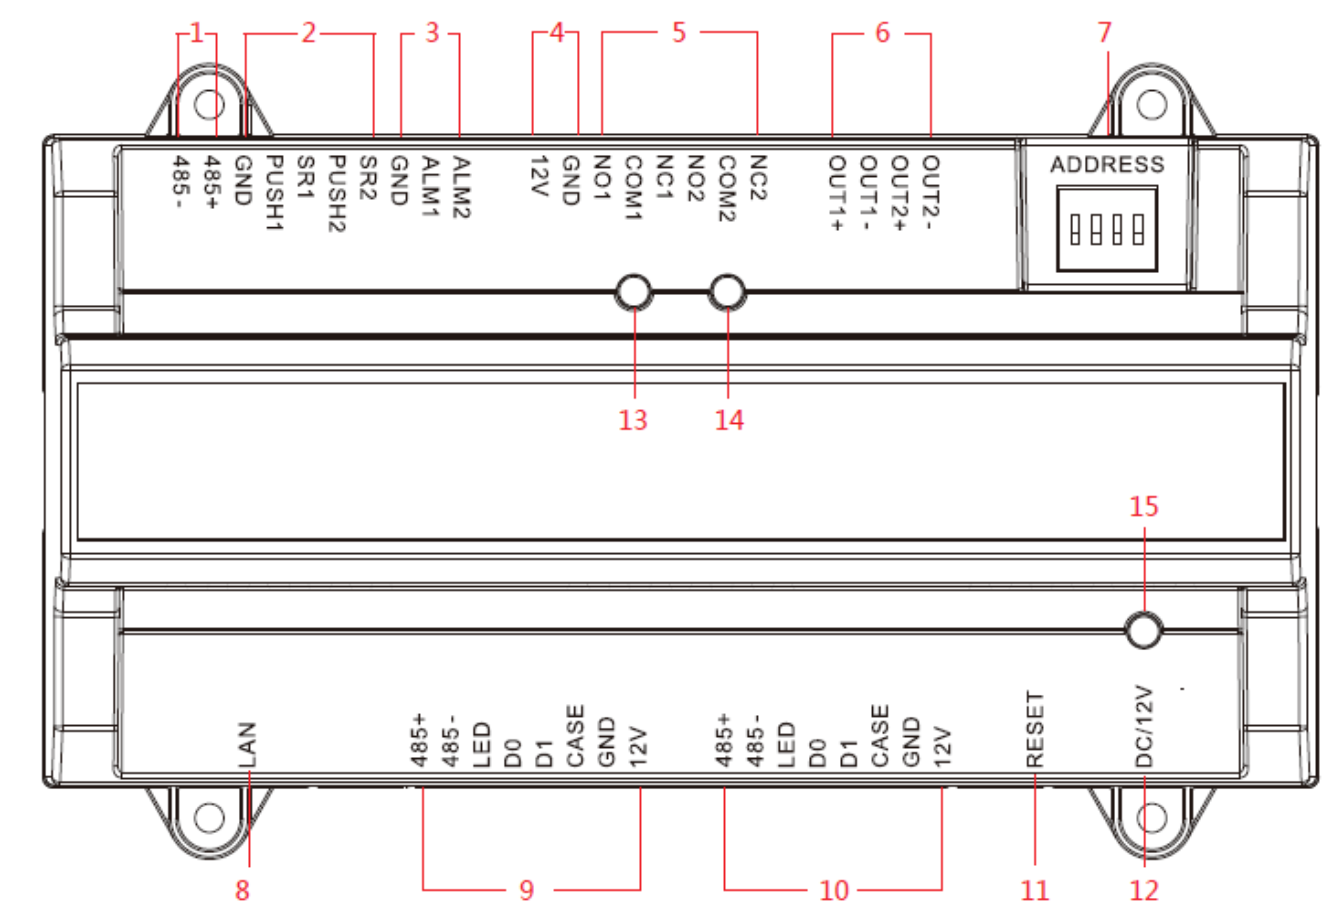 1 2 3 4 5 6 7
485-
485+
GND
PUSH1
SR1
PUSH2
SR2
GND
ALM1
ALM2
12V
GND
NO1
COM1
NC1
NO2
COM2
NC2
OUT1+
OUT1-
OUT2+
OUT2-
ADDRESS
13 14
15
LAN
485+
485-
LED
D0
D1
CASE
GND
12V
485+
485-
LED
D0
D1
CASE
GND
12V
RESET
DC/12V
8 9 10 11 12